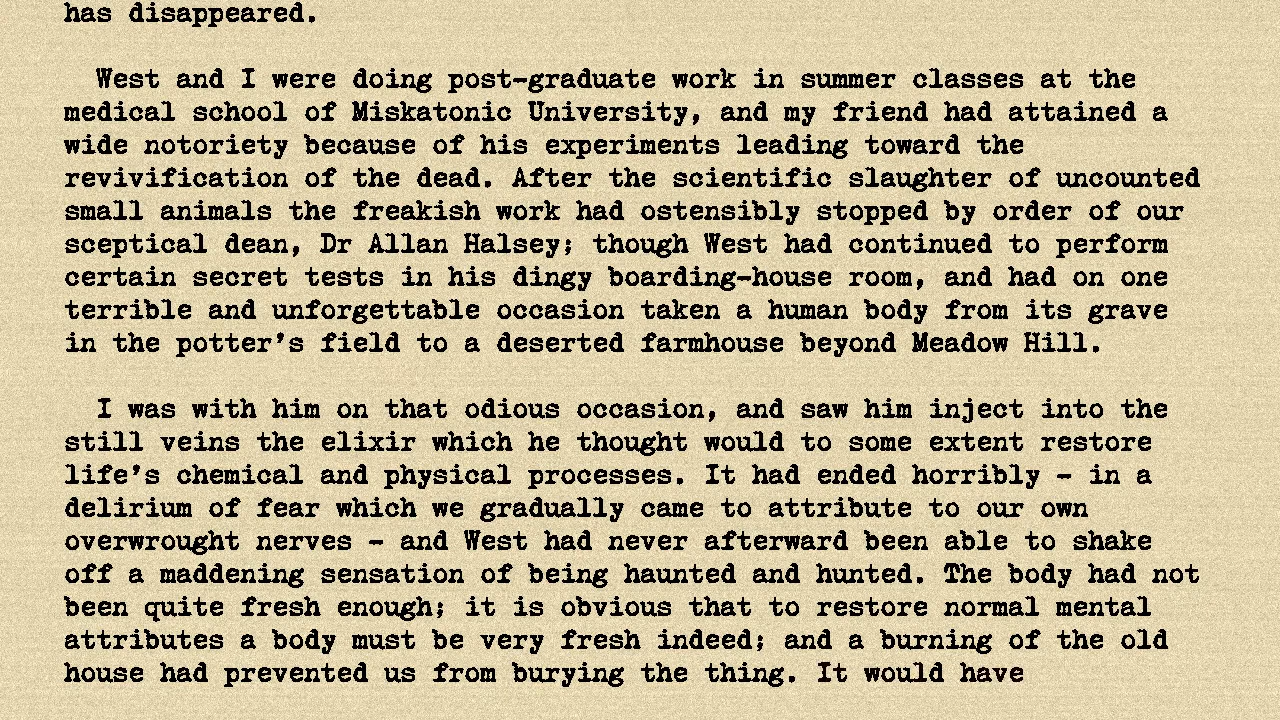 has disappeared.
West and I were doing post-graduate work in summer classes at the
medical school of Miskatonic University, and my friend had attained a
wide notoriety because of his experiments leading toward the
revivification of the dead. After the scientific slaughter of uncounted
small animals the freakish work had ostensibly stopped by order of our
sceptical dean, Dr Allan Halsey; though West had continued to perform
certain secret tests in his dingy boarding-house room, and had on one
terrible and unforgettable occasion taken a human body from its grave
in the potter's field to a deserted farmhouse beyond Meadow Hill.
I was with him on that odious occasion, and saw him inject into the
still veins the elixir which he thought would to some extent restore
life's chemical and physical processes. It had ended horribly - in a
delirium of fear which we gradually came to attribute to our own
overwrought nerves - and West had never afterward been able to shake
off a maddening sensation of being haunted and hunted. The body had not
been quite fresh enough; it is obvious that to restore normal mental
attributes a body must be very fresh indeed; and a burning of the old
house had prevented us from burying the thing. It would have